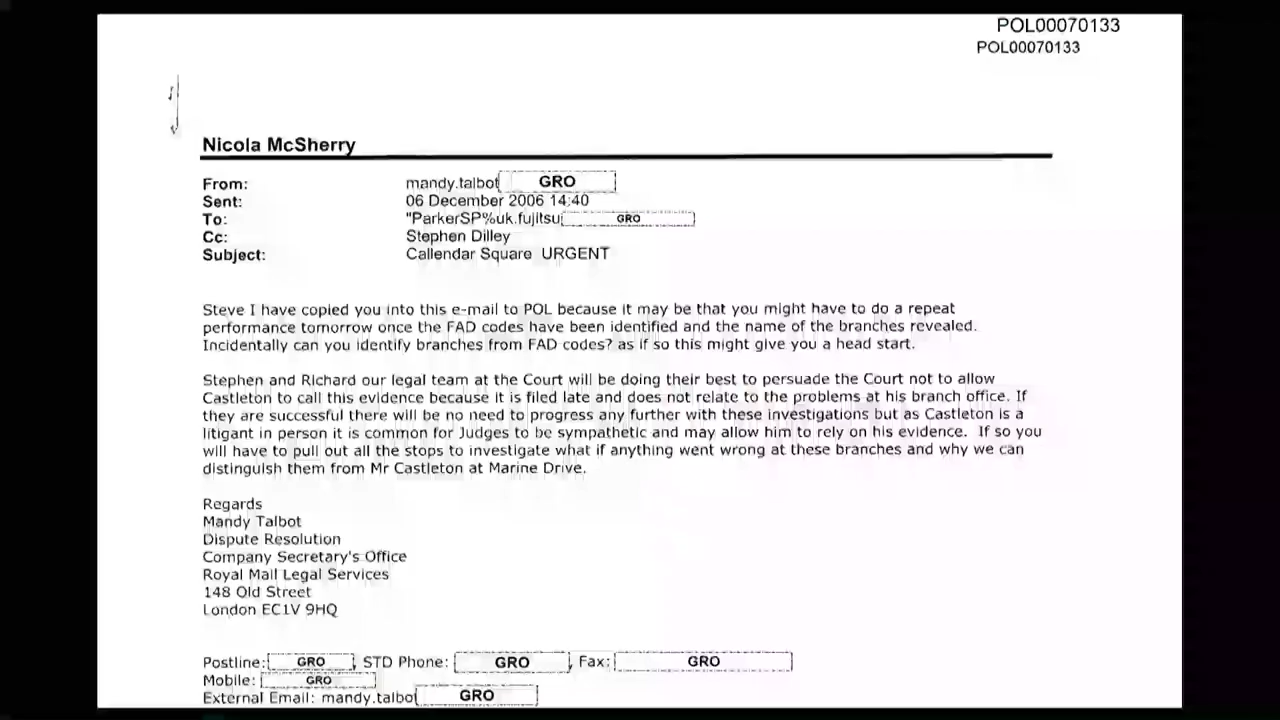 POL00070133
POL00070133
Nicola McSherry
From: mandy.talbot GRO
Sent: 06 December 2006 14:40
To: "ParkerSP%uk.fujitsu GRO
Cc: Stephen Dilley
Subject: Callendar Square URGENT
Steve I have copied you into this e-mail to POL because it may be that you might have to do a repeat
performance tomorrow once the FAD codes have been identified and the name of the branches revealed.
Incidentally can you identify branches from FAD codes? as if so this might give you a head start.
Stephen and Richard our legal team at the Court will be doing their best to persuade the Court not to allow
Castleton to call this evidence because it is filed late and does not relate to the problems at his branch office. If
they are successful there will be no need to progress any further with these investigations but as Castleton is a
litigant in person it is common for Judges to be sympathetic and may allow him to rely on his evidence. If so you
will have to pull out all the stops to investigate what if anything went wrong at these branches and why we can
distinguish them from Mr Castleton at Marine Drive.
Regards
Mandy Talbot
Dispute Resolution
Company Secretary's Office
Royal Mail Legal Services
148 Old Street
London EC1V 9HQ
Postline: GRO, STD Phone: GRO, Fax: GRO
Mobile: GRO
External Email: mandy.talbot GRO